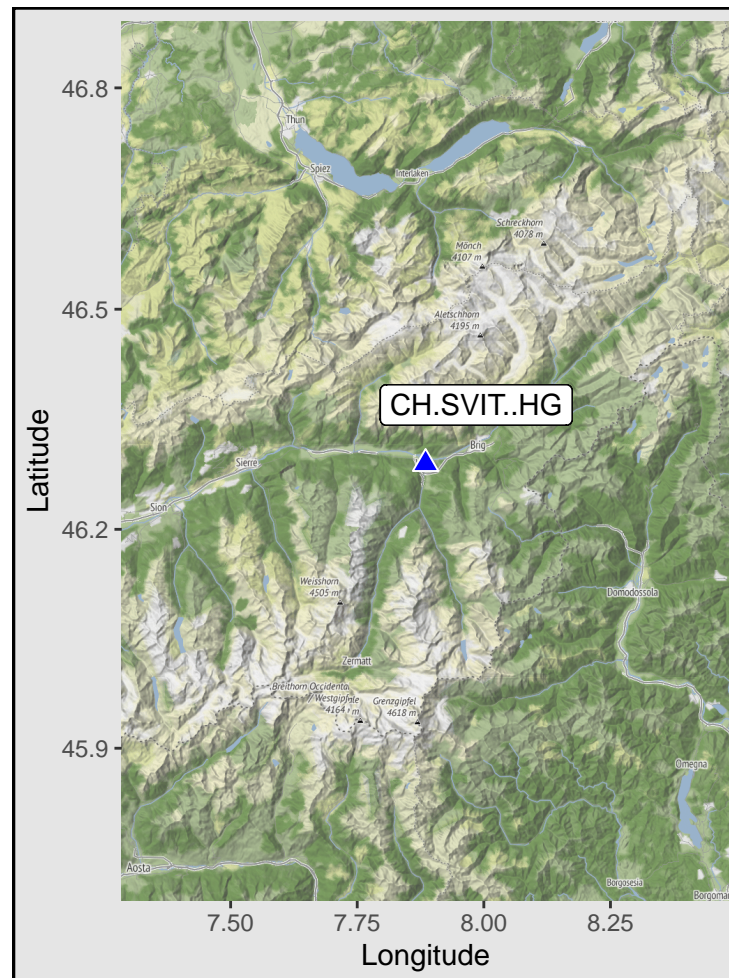 46.8
46.5
46.2
45.9
Latitude
Thun
Spiez
Interlaken
Schreckhorn
4078 m
Mönch
4107 m
Aletschhorn
4195 m
CH.SVIT..HG
Brig
Sierre
Sion
Weisshorn
4505 m
Domodossola
Zermatt
Breithorn Occidental
/ Westgipfel
4164 m
Grenzgipfel
4618 m
Omegna
Aosta
Borgosesia
Borgomar
7.50
7.75
8.00
8.25
Longitude